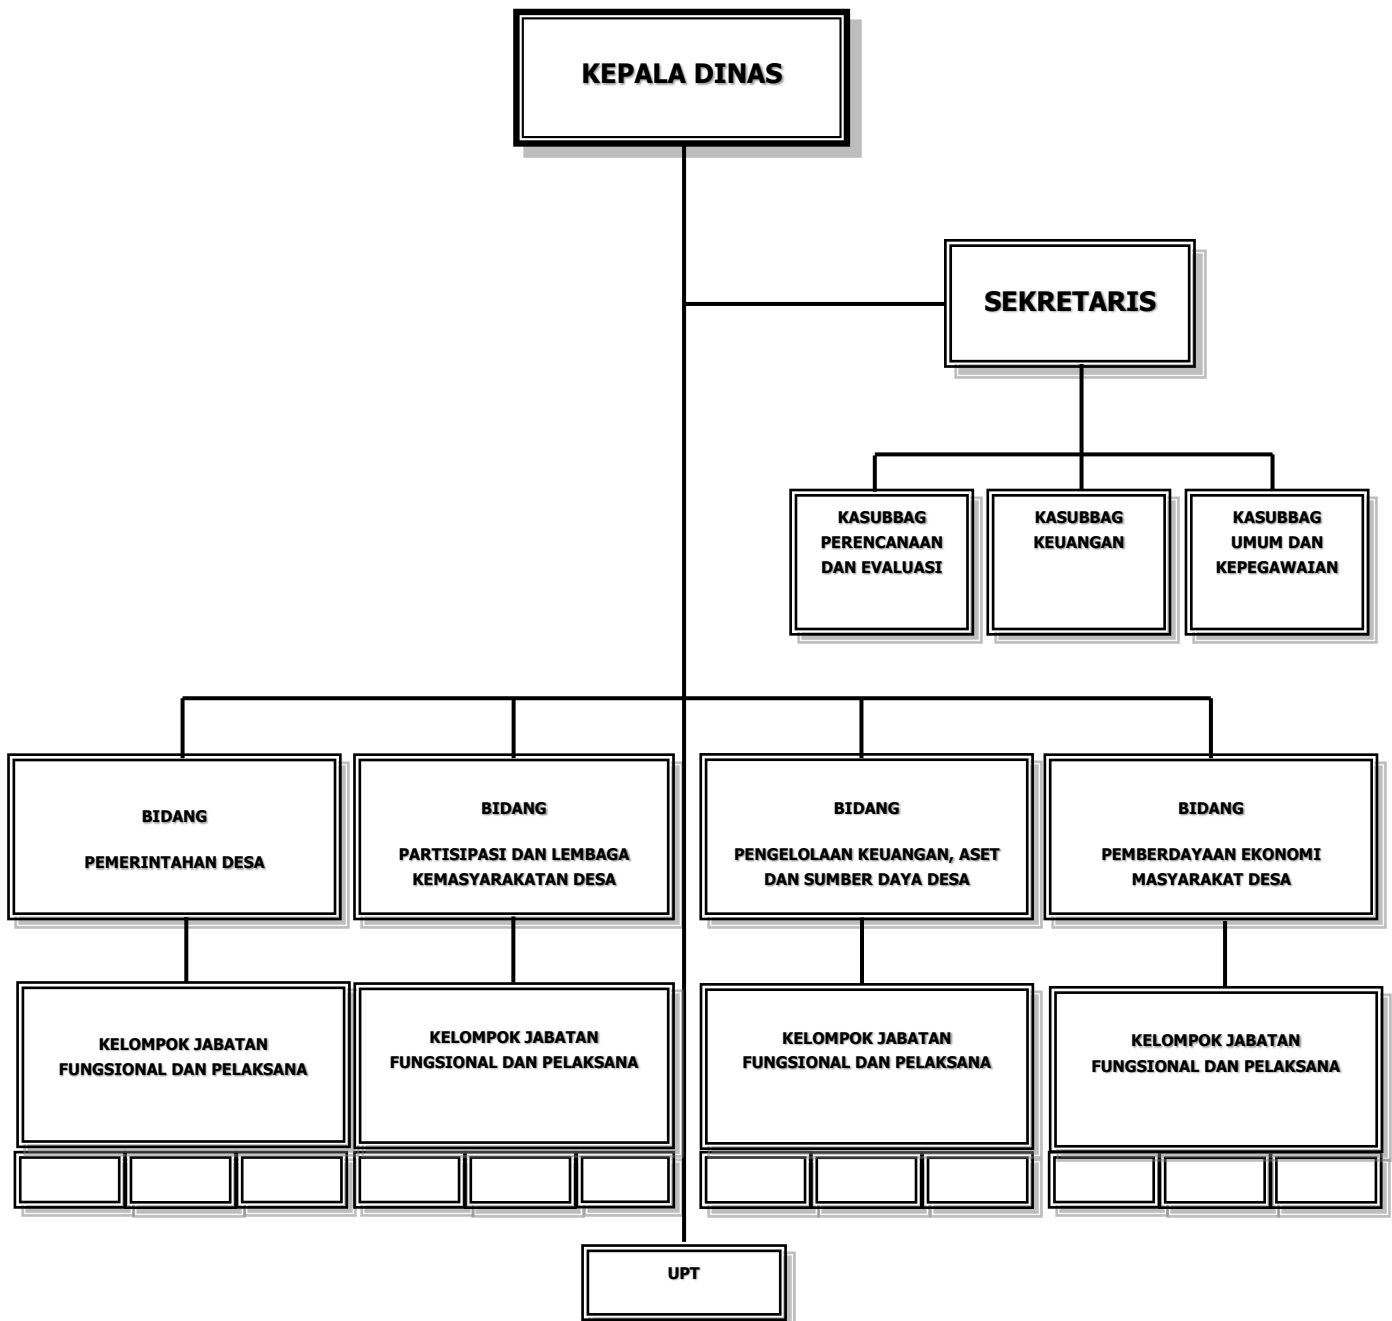 KEPALA DINAS
SEKRETARIS
KASUBBAG
PERENCANAAN
DAN EVALUASI
KASUBBAG
KEUANGAN
KASUBBAG
UMUM DAN
KEPEGAWAIAN
BIDANG
PEMERINTAHAN DESA
BIDANG
PARTISIPASI DAN LEMBAGA
KEMASYARAKATAN DESA
BIDANG
PENGELOLAAN KEUANGAN, ASET
DAN SUMBER DAYA DESA
BIDANG
PEMBERDAYAAN EKONOMI
MASYARAKAT DESA
KELOMPOK JABATAN
FUNGSIONAL DAN PELAKSANA
KELOMPOK JABATAN
FUNGSIONAL DAN PELAKSANA
KELOMPOK JABATAN
FUNGSIONAL DAN PELAKSANA
KELOMPOK JABATAN
FUNGSIONAL DAN PELAKSANA
UPT